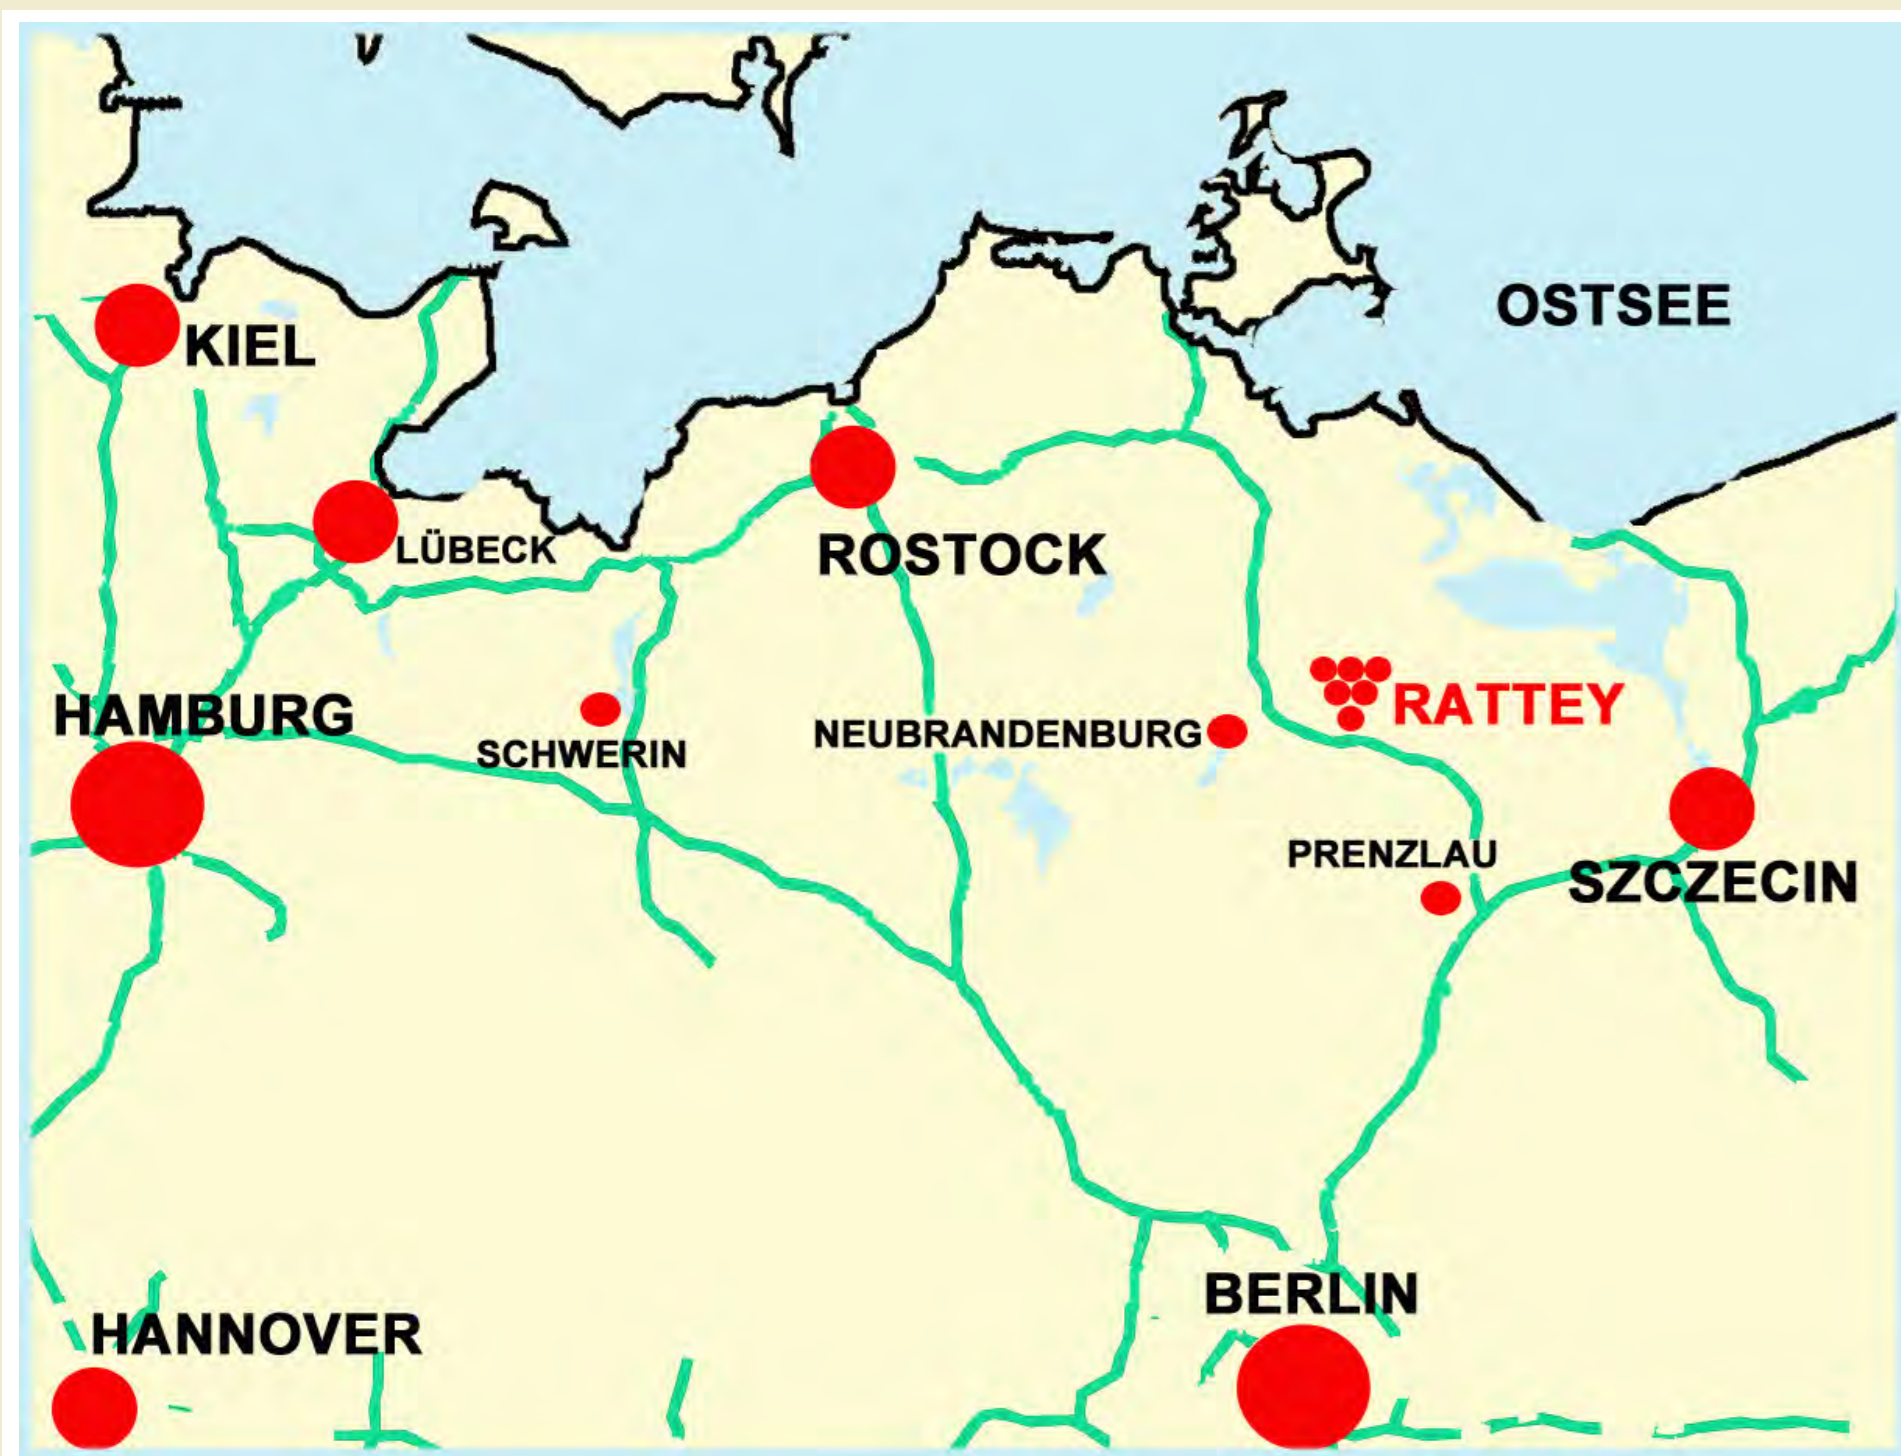 OSTSEE
KIEL
LÜBECK
ROSTOCK
HAMBURG
RATTEY
SCHWERIN
NEUBRANDENBURG
PRENZLAU
SZCZECIN
BERLIN
HANNOVER